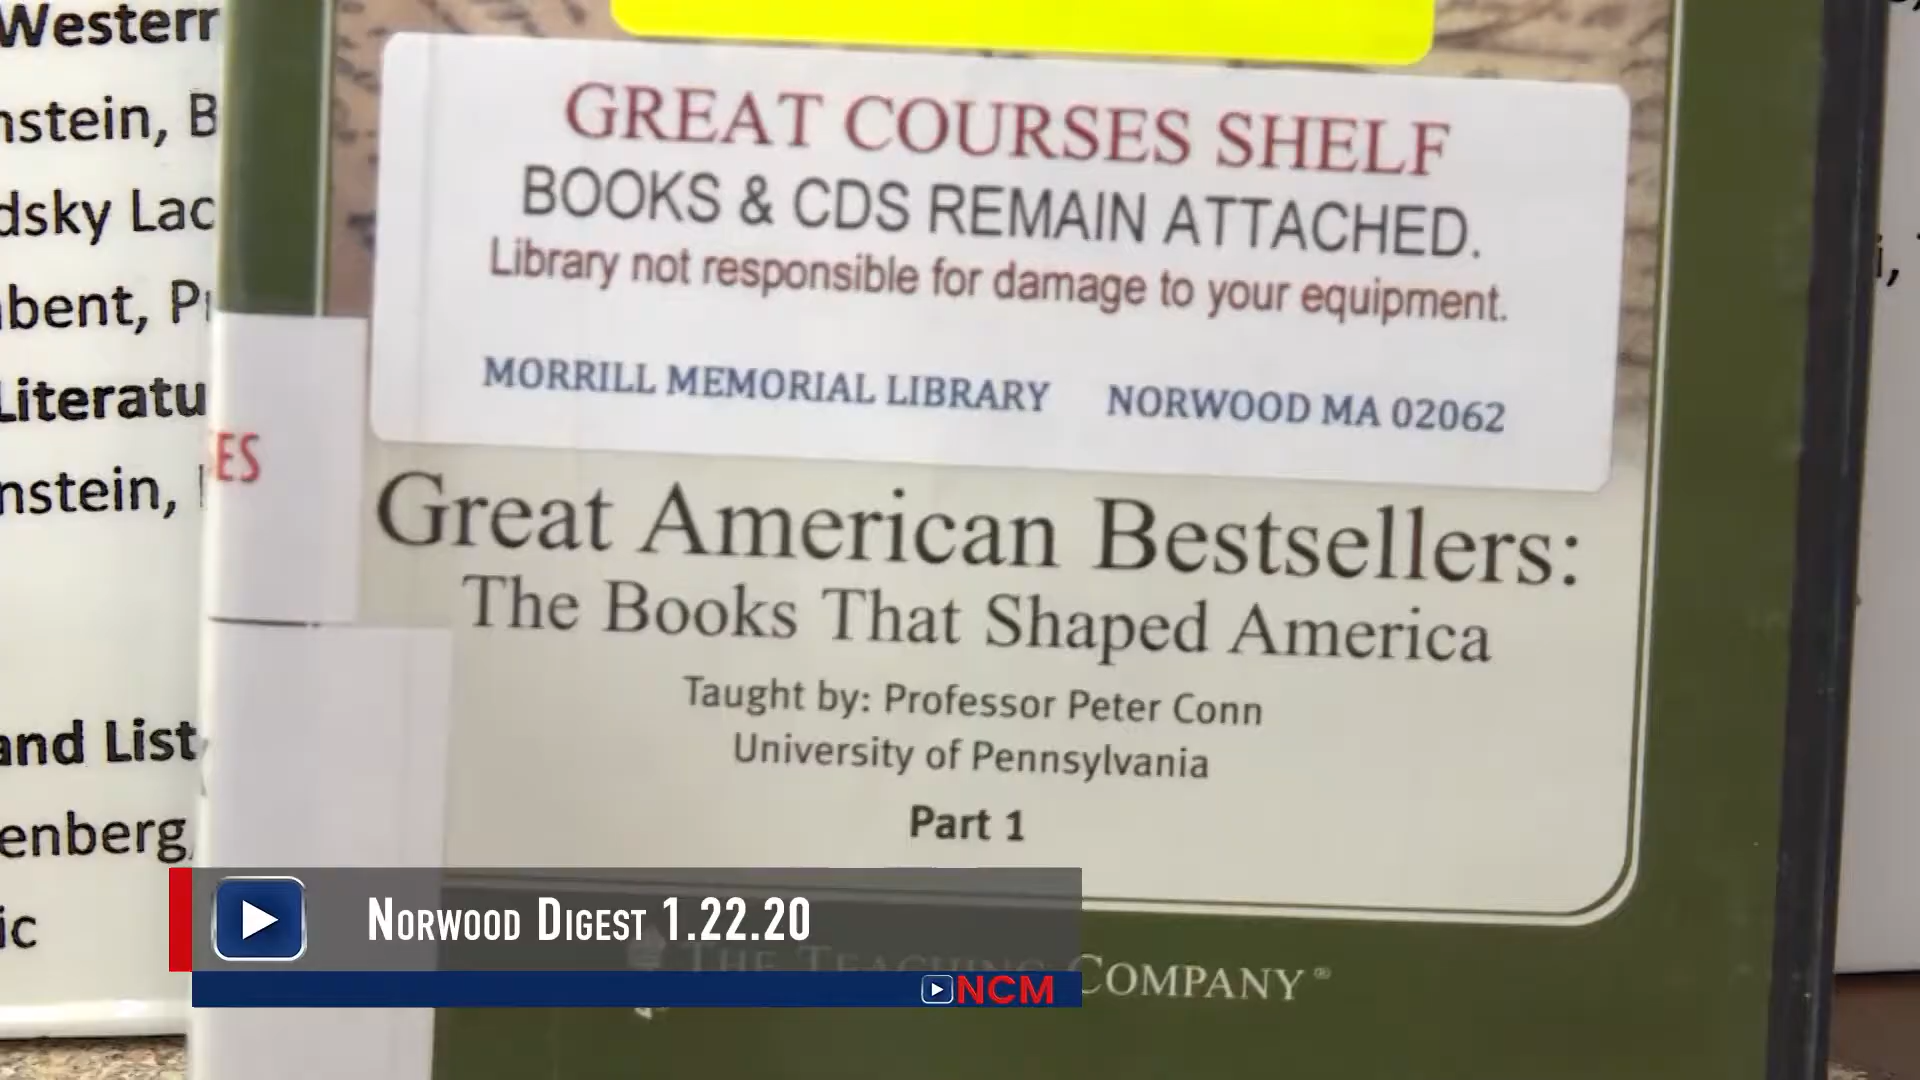 GREAT COURSES SHELF
BOOKS & CDS REMAIN ATTACHED.
Library not responsible for damage to your equipment.
MORRILL MEMORIAL LIBRARY NORWOOD MA 02062
Great American Bestsellers:
The Books That Shaped America
Taught by: Professor Peter Conn
University of Pennsylvania
Part 1
THE TEACHING COMPANY®
Western
nstein, B
dsky Lac
bent, P
Literatu
ES
nstein,
and List
enberg,
ic
NORWOOD DIGEST 1.22.20
NCM